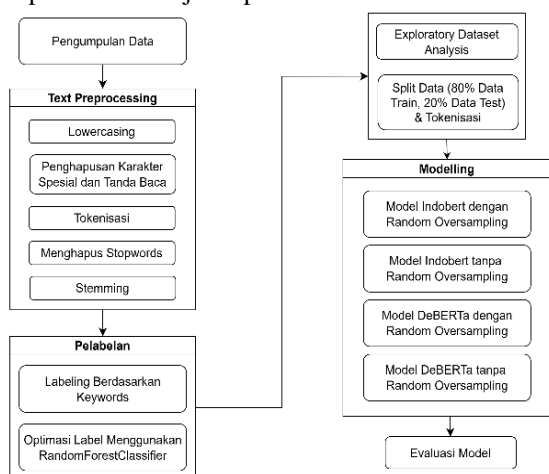 Pengumpulan Data
Text Preprocessing
Lowercasing
Penghapusan Karakter
Spesial dan Tanda Baca
Tokenisasi
Menghapus Stopwords
Stemming
Pelabelan
Labeling Berdasarkan
Keywords
Optimasi Label Menggunakan
RandomForestClassifier
Exploratory Dataset
Analysis
Split Data (80% Data
Train, 20% Data Test)
& Tokenisasi
Modelling
Model Indobert dengan
Random Oversampling
Model Indobert tanpa
Random Oversampling
Model DeBERTa dengan
Random Oversampling
Model DeBERTa tanpa
Random Oversampling
Evaluasi Model